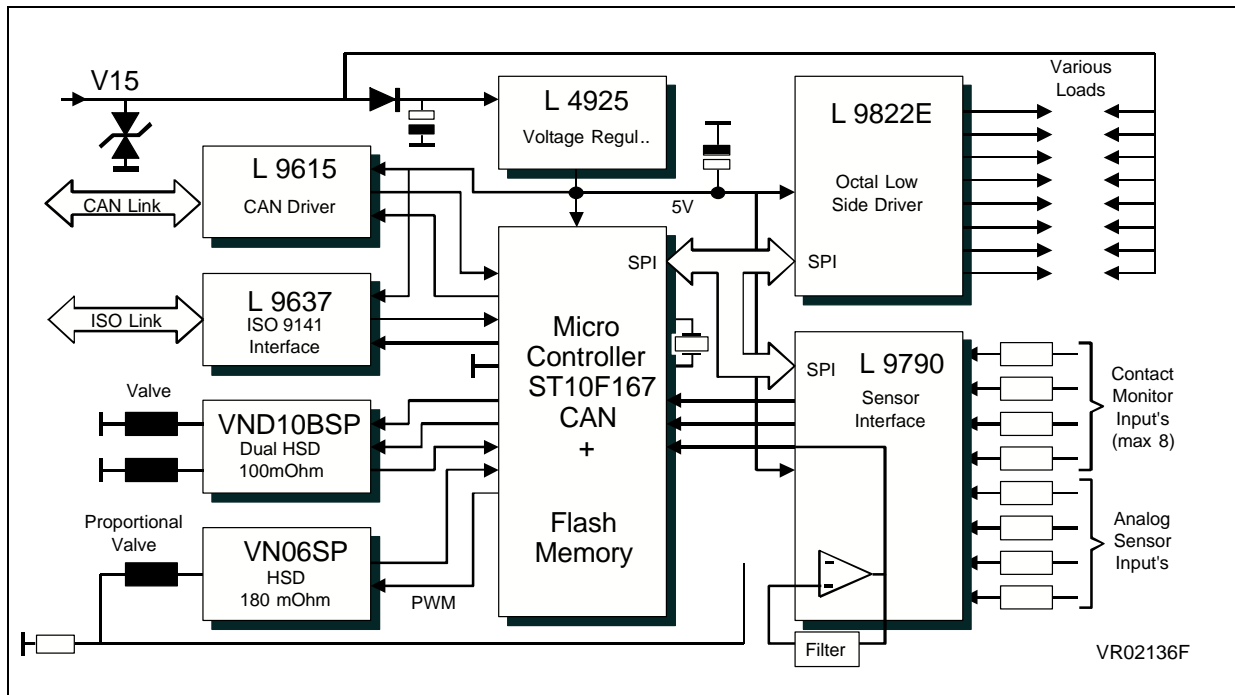 V15
L 4925
Voltage Regul..
L 9822E
Octal Low
Side Driver
SPI
Various
Loads
L 9615
CAN Driver
CAN Link
5V
L 9637
ISO 9141
Interface
ISO Link
SPI
Micro
Controller
ST10F167
CAN
+
Flash
Memory
SPI
L 9790
Sensor
Interface
Contact
Monitor
Input's
(max 8)
Valve
VND10BSP
Dual HSD
100mOhm
Proportional
Valve
VN06SP
HSD
180 mOhm
PWM
Analog
Sensor
Input's
Filter
VR02136F